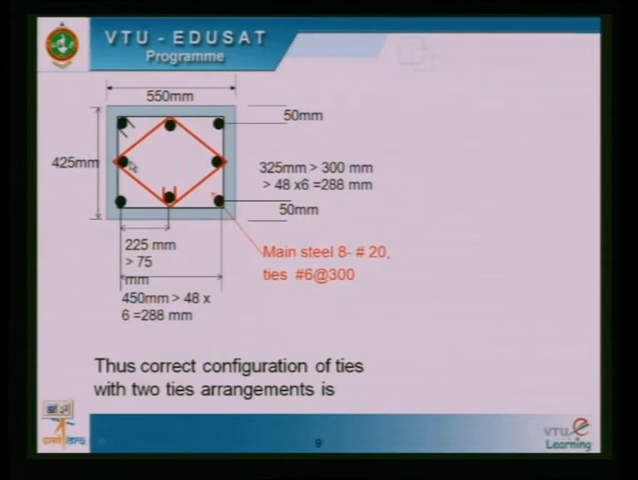 VTU - EDUSAT
Programme
550mm
50mm
425mm
325mm > 300 mm
> 48 x6 =288 mm
50mm
225 mm
> 75
mm
Main steel 8- # 20,
ties #6@300
450mm > 48 x
6 =288 mm
Thus correct configuration of ties
with two ties arrangements is
9
VTU e
Learning